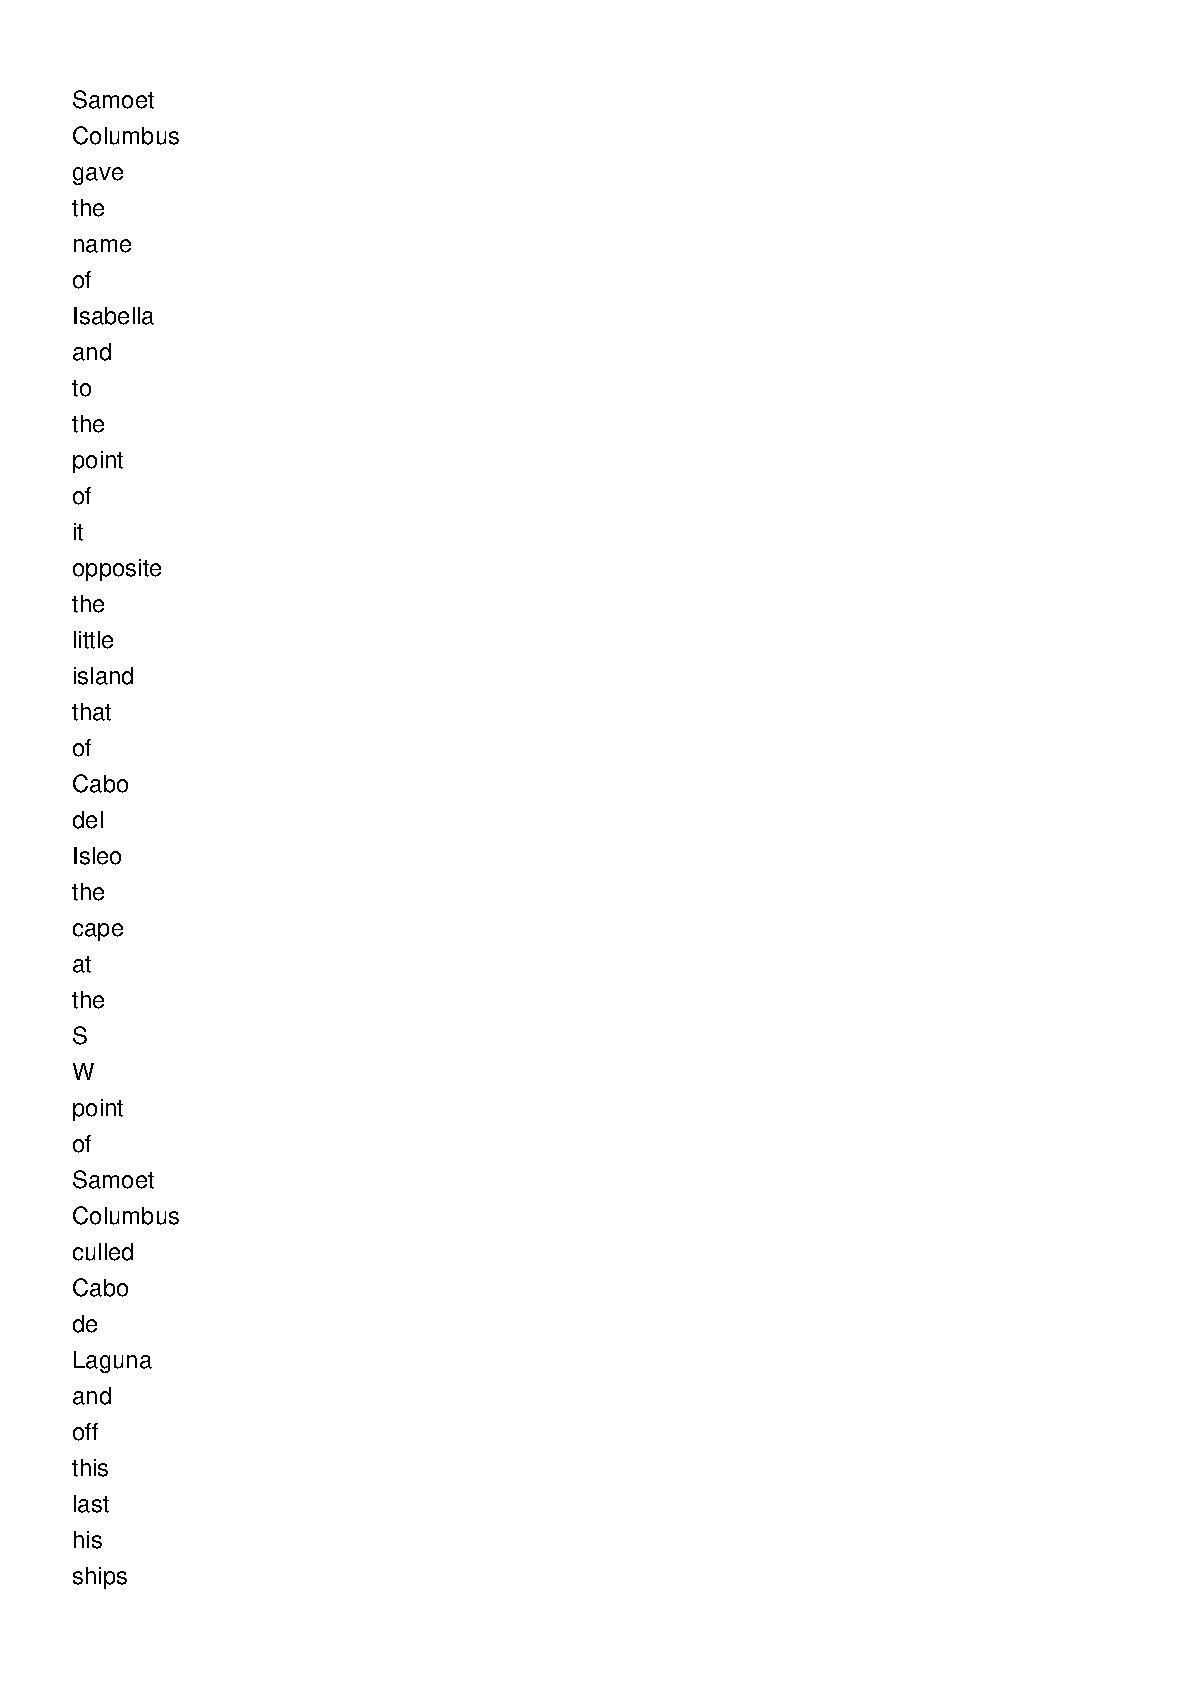 Samoet
Columbus
gave
the
name
of
Isabella
and
to
the
point
of
it
opposite
the
little
island
that
of
Cabo
del
Isleo
the
cape
at
the
S
W
point
of
Samoet
Columbus
culled
Cabo
de
Laguna
and
off
this
last
his
ships